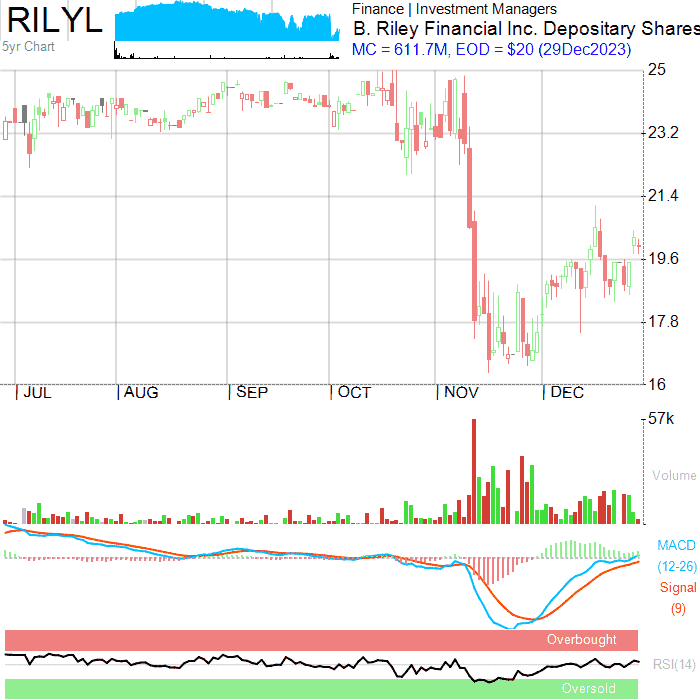 RILYL
5yr Chart
Finance | Investment Managers
B. Riley Financial Inc. Depositary Shares
MC = 611.7M, EOD = $20 (29Dec2023)
25
23.2
21.4
19.6
17.8
16
JUL
AUG
SEP
OCT
NOV
DEC
57k
Volume
MACD
(12-26)
Signal
(9)
Overbought
RSI(14)
Oversold